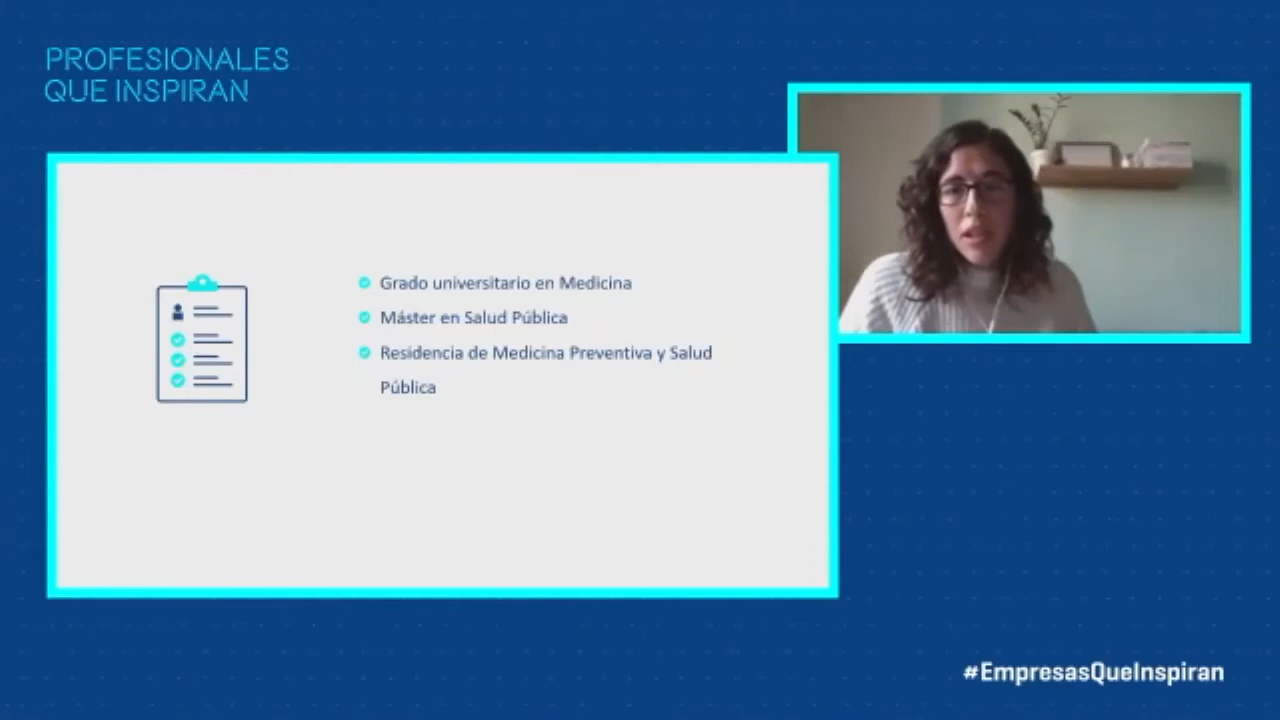 PROFESIONALES
QUE INSPIRAN
Grado universitario en Medicina
Máster en Salud Pública
Residencia de Medicina Preventiva y Salud
Pública
#EmpresasQueInspiran